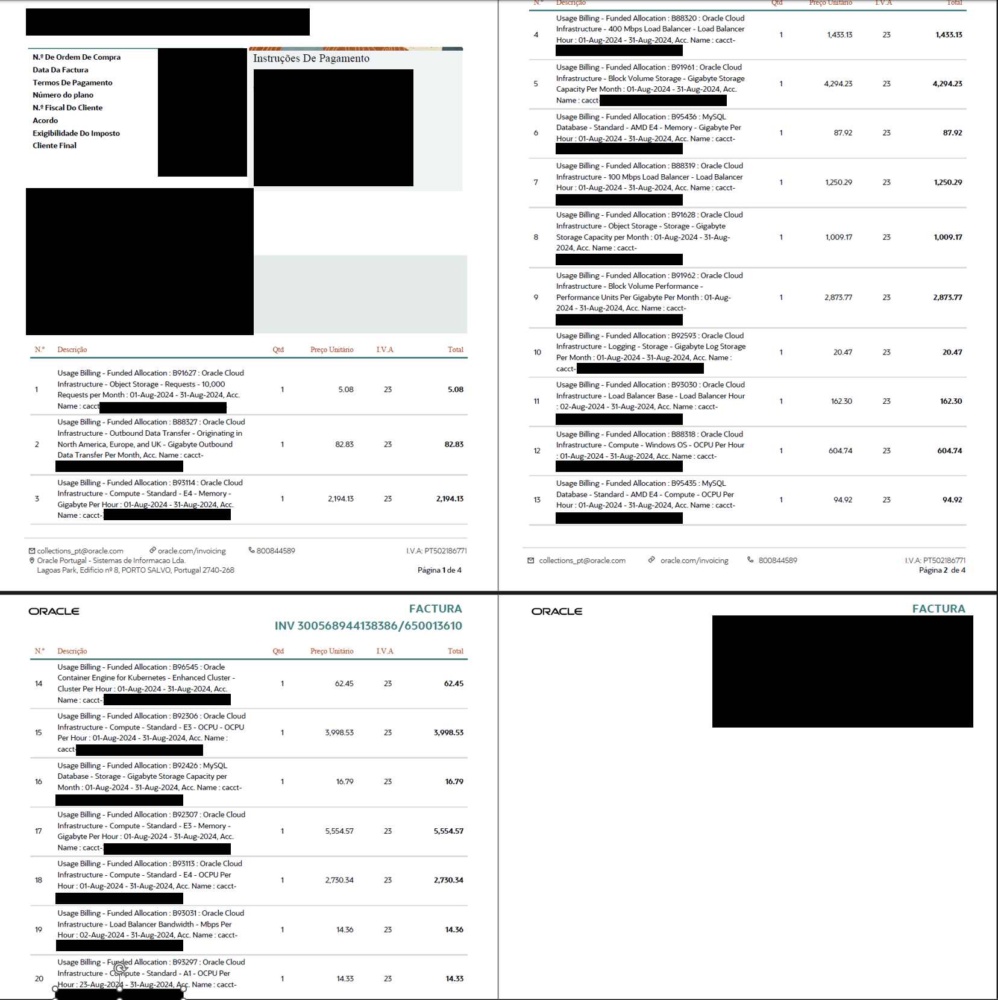 N.º De Ordem De Compra
Data Da Factura
Termos De Pagamento
Número do plano
N.º Fiscal Do Cliente
Acordo
Exigibilidade Do Imposto
Cliente Final
Instruções De Pagamento
N.º Descrição Qtd Preço Unitário I.V.A Total
Usage Billing - Funded Allocation : B91627 : Oracle Cloud
Infrastructure - Object Storage - Requests - 10,000
1 1 5.08 23 5.08
Requests per Month : 01-Aug-2024 - 31-Aug-2024, Acc.
Name : cacct
Usage Billing - Funded Allocation : B88327 : Oracle Cloud
Infrastructure - Outbound Data Transfer - Originating in
2 North America, Europe, and UK - Gigabyte Outbound 1 82.83 23 82.83
Data Transfer Per Month, Acc. Name : cacct-
Usage Billing - Funded Allocation : B93114 : Oracle Cloud
Infrastructure - Compute - Standard - E4 - Memory -
3 1 2,194.13 23 2,194.13
Gigabyte Per Hour : 01-Aug-2024 - 31-Aug-2024, Acc.
Name : cacct-
collections_pt@oracle.com oracle.com/invoicing 800844589 I.V.A: PT502186771
Oracle Portugal - Sistemas de Informacao Lda.
Lagoas Park, Edifício nº 8, PORTO SALVO, Portugal 2740-268 Página 1 de 4
N.º Descrição Qtd Preço Unitário I.V.A Total
Usage Billing - Funded Allocation : B88320 : Oracle Cloud
Infrastructure - 400 Mbps Load Balancer - Load Balancer
4 1 1,433.13 23 1,433.13
Hour : 01-Aug-2024 - 31-Aug-2024, Acc. Name : cacct-
Usage Billing - Funded Allocation : B91961 : Oracle Cloud
Infrastructure - Block Volume Storage - Gigabyte Storage
5 1 4,294.23 23 4,294.23
Capacity Per Month : 01-Aug-2024 - 31-Aug-2024, Acc.
Name : cacct-
Usage Billing - Funded Allocation : B95436 : MySQL
Database - Standard - AMD E4 - Memory - Gigabyte Per
6 1 87.92 23 87.92
Hour : 01-Aug-2024 - 31-Aug-2024, Acc. Name : cacct-
Usage Billing - Funded Allocation : B88319 : Oracle Cloud
Infrastructure - 100 Mbps Load Balancer - Load Balancer
7 1 1,250.29 23 1,250.29
Hour : 01-Aug-2024 - 31-Aug-2024, Acc. Name : cacct-
Usage Billing - Funded Allocation : B91628 : Oracle Cloud
Infrastructure - Object Storage - Storage - Gigabyte
8 Storage Capacity per Month : 01-Aug-2024 - 31-Aug- 1 1,009.17 23 1,009.17
2024, Acc. Name : cacct-
Usage Billing - Funded Allocation : B91962 : Oracle Cloud
Infrastructure - Block Volume Performance -
9 Performance Units Per Gigabyte Per Month : 01-Aug- 1 2,873.77 23 2,873.77
2024 - 31-Aug-2024, Acc. Name : cacct-
Usage Billing - Funded Allocation : B92593 : Oracle Cloud
Infrastructure - Logging - Storage - Gigabyte Log Storage
10 1 20.47 23 20.47
Per Month : 01-Aug-2024 - 31-Aug-2024, Acc. Name :
cacct-
Usage Billing - Funded Allocation : B93030 : Oracle Cloud
Infrastructure - Load Balancer Base - Load Balancer Hour
11 1 162.30 23 162.30
: 02-Aug-2024 - 31-Aug-2024, Acc. Name : cacct-
Usage Billing - Funded Allocation : B88318 : Oracle Cloud
Infrastructure - Compute - Windows OS - OCPU Per Hour
12 1 604.74 23 604.74
: 01-Aug-2024 - 31-Aug-2024, Acc. Name : cacct-
Usage Billing - Funded Allocation : B95435 : MySQL
Database - Standard - AMD E4 - Compute - OCPU Per
13 1 94.92 23 94.92
Hour : 01-Aug-2024 - 31-Aug-2024, Acc. Name : cacct-
collections_pt@oracle.com oracle.com/invoicing 800844589 I.V.A: PT502186771
Página 2 de 4
ORACLE FACTURA
INV 300568944138386/650013610
N.º Descrição Qtd Preço Unitário I.V.A Total
Usage Billing - Funded Allocation : B96545 : Oracle
Container Engine for Kubernetes - Enhanced Cluster -
14 1 62.45 23 62.45
Cluster Per Hour : 01-Aug-2024 - 31-Aug-2024, Acc.
Name : cacct-
Usage Billing - Funded Allocation : B92306 : Oracle Cloud
Infrastructure - Compute - Standard - E3 - OCPU - OCPU
15 1 3,998.53 23 3,998.53
Per Hour : 01-Aug-2024 - 31-Aug-2024, Acc. Name :
cacct-
Usage Billing - Funded Allocation : B92426 : MySQL
Database - Storage - Gigabyte Storage Capacity per
16 1 16.79 23 16.79
Month : 01-Aug-2024 - 31-Aug-2024, Acc. Name : cacct-
Usage Billing - Funded Allocation : B92307 : Oracle Cloud
Infrastructure - Compute - Standard - E3 - Memory -
17 1 5,554.57 23 5,554.57
Gigabyte Per Hour : 01-Aug-2024 - 31-Aug-2024, Acc.
Name : cacct-
Usage Billing - Funded Allocation : B93113 : Oracle Cloud
Infrastructure - Compute - Standard - E4 - OCPU Per
18 1 2,730.34 23 2,730.34
Hour : 01-Aug-2024 - 31-Aug-2024, Acc. Name : cacct-
Usage Billing - Funded Allocation : B93031 : Oracle Cloud
Infrastructure - Load Balancer Bandwidth - Mbps Per
19 1 14.36 23 14.36
Hour : 02-Aug-2024 - 31-Aug-2024, Acc. Name : cacct-
Usage Billing - Funded Allocation : B93297 : Oracle Cloud
Infrastructure - Compute - Standard - A1 - OCPU Per
20 1 14.33 23 14.33
Hour : 23-Aug-2024 - 31-Aug-2024, Acc. Name : cacct-
ORACLE FACTURA